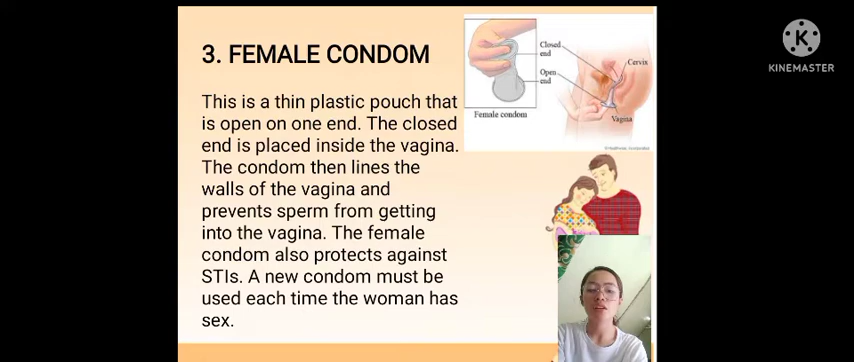 3. FEMALE CONDOM
This is a thin plastic pouch that
is open on one end. The closed
end is placed inside the vagina.
The condom then lines the
walls of the vagina and
prevents sperm from getting
into the vagina. The female
condom also protects against
STIs. A new condom must be
used each time the woman has
sex.
Closed
end
Open
end
Cervix
Vagina
Female condom
KINEMASTER